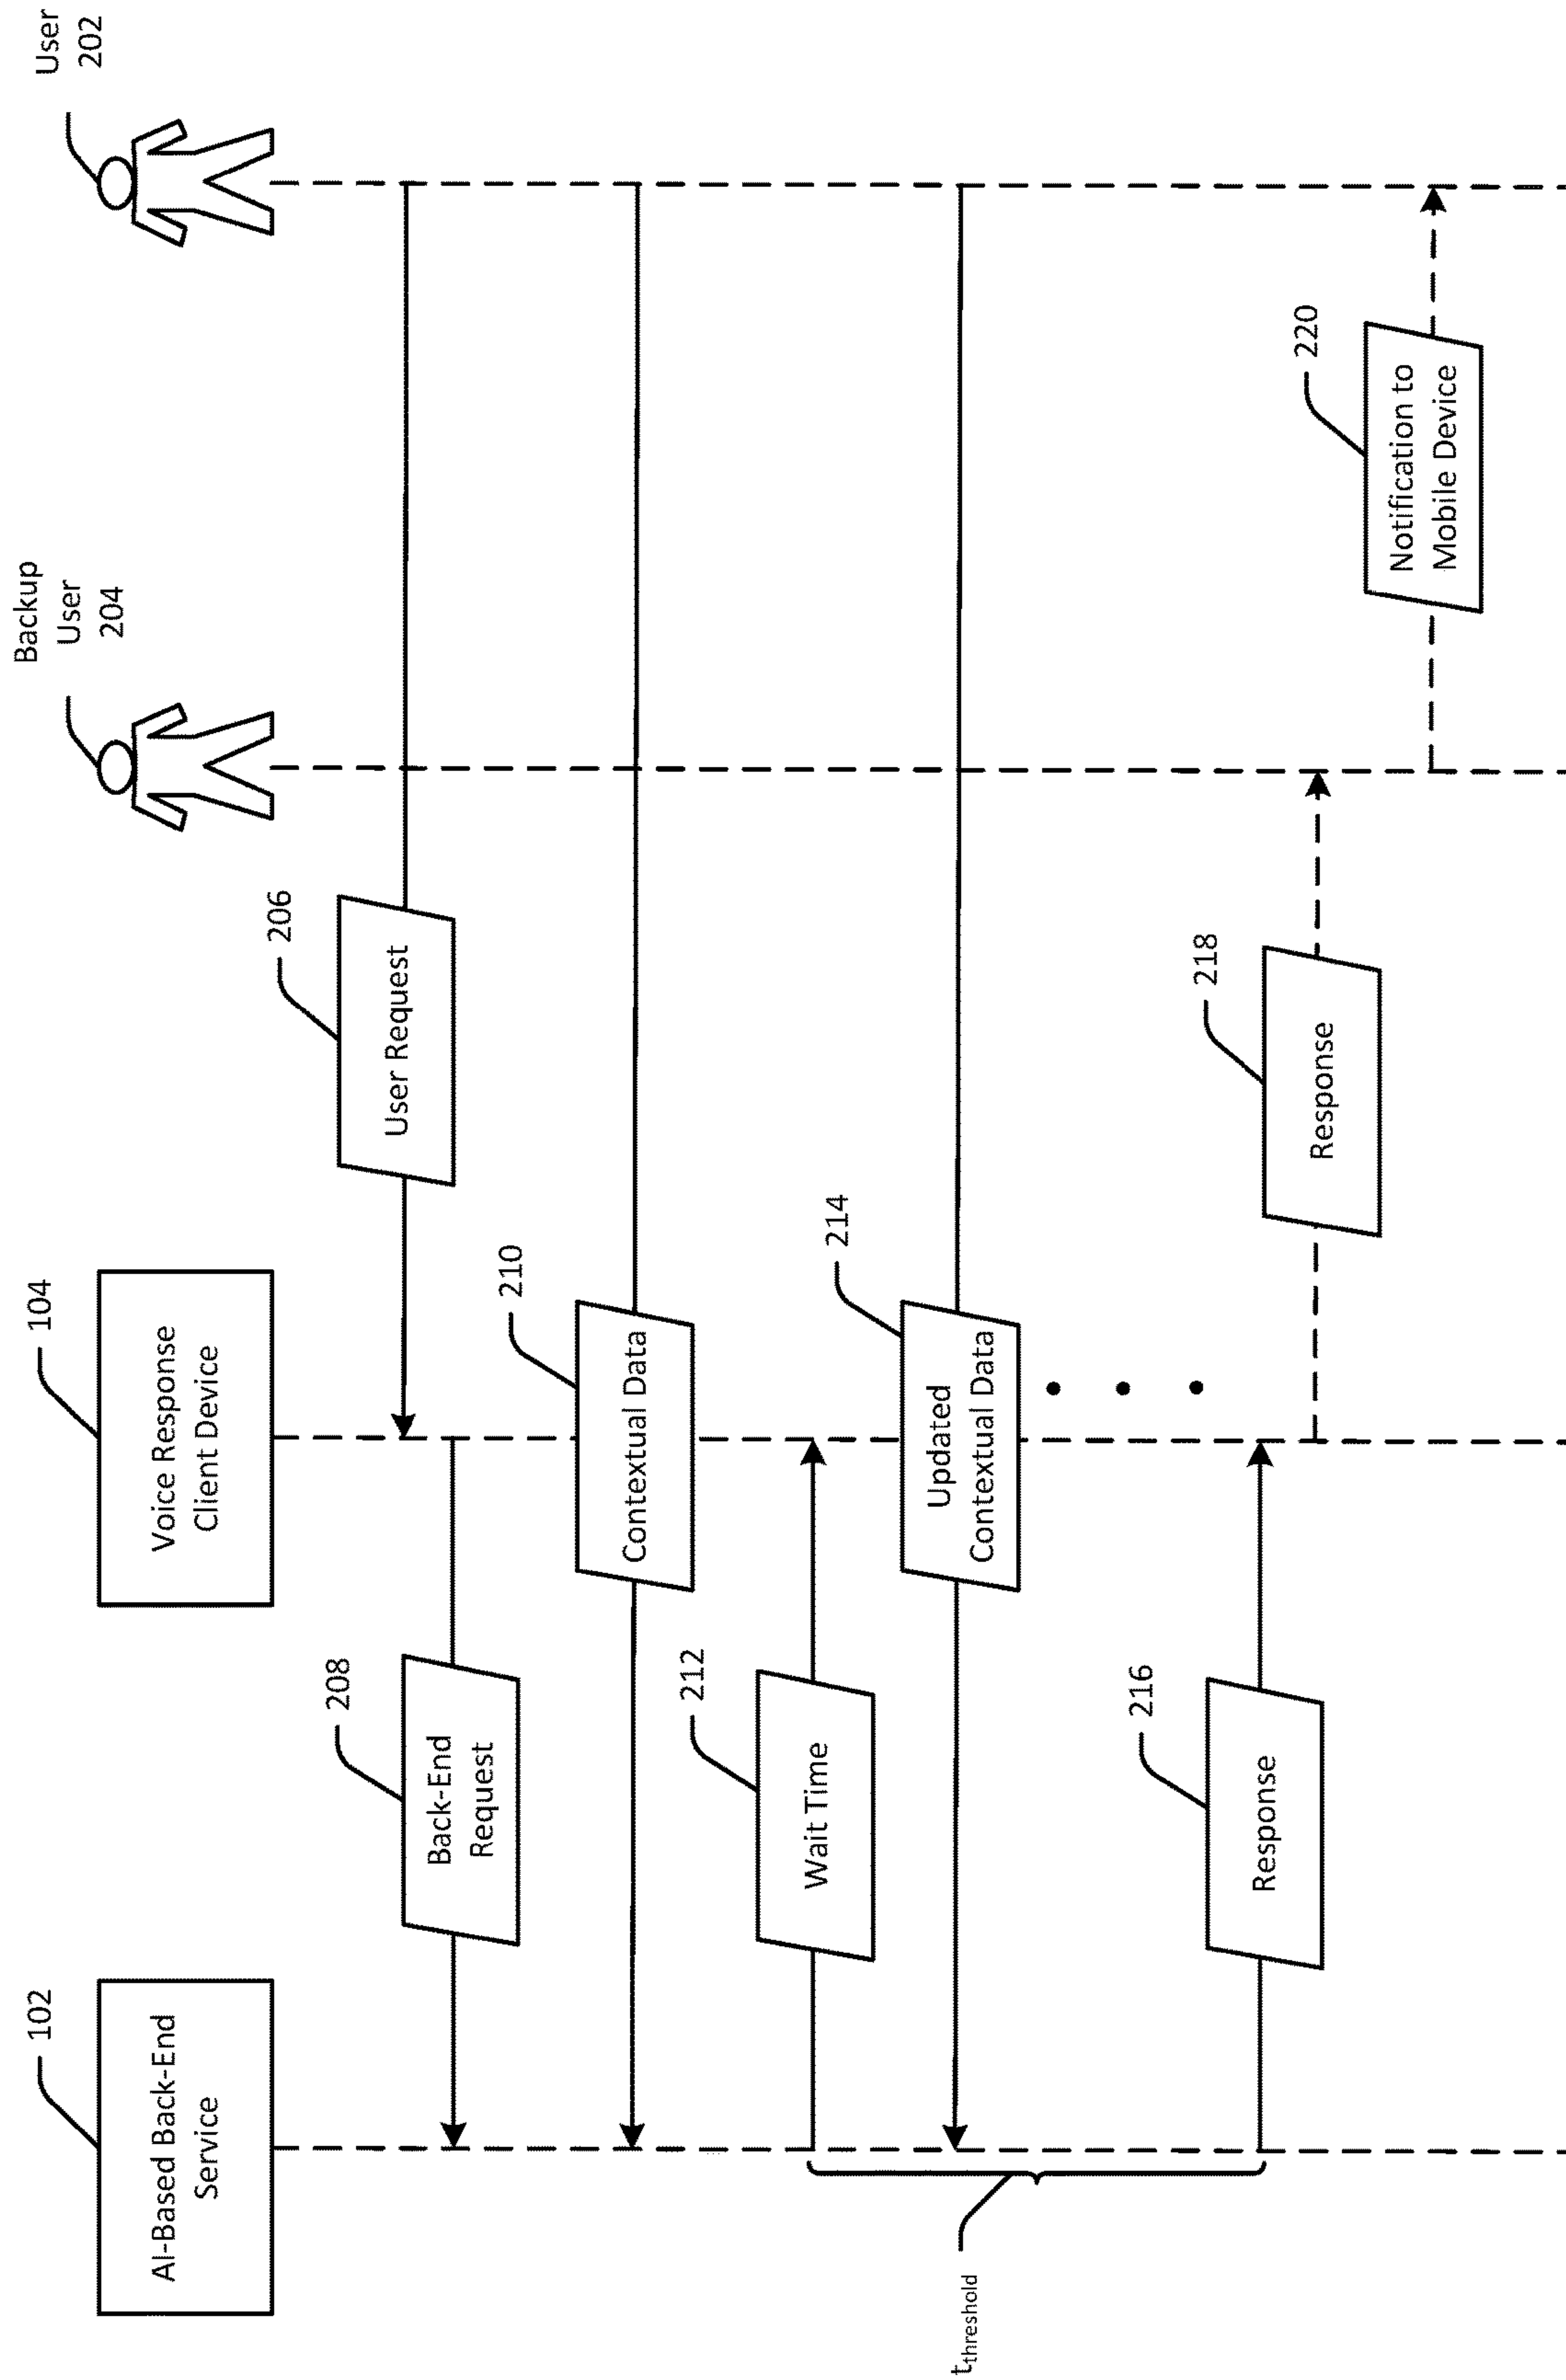 102
AI-Based Back-End
Service
104
Voice Response
Client Device
Backup
User
204
User
202
206
User Request
208
Back-End
Request
210
Contextual Data
212
Wait Time
214
Updated
Contextual Data
216
Response
218
Response
220
Notification to
Mobile Device
tthreshold